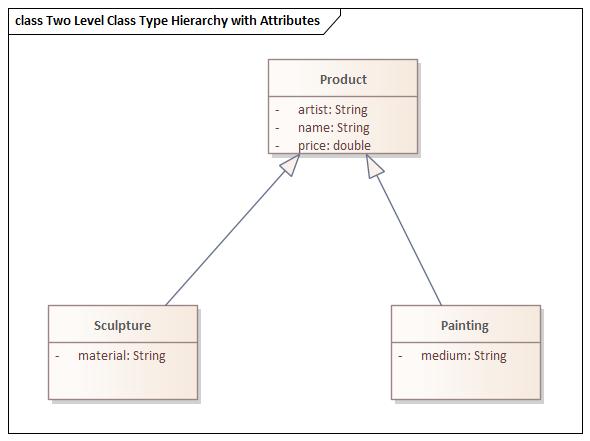 class Two Level Class Type Hierarchy with Attributes
Product
- artist: String
- name: String
- price: double
Sculpture
- material: String
Painting
- medium: String